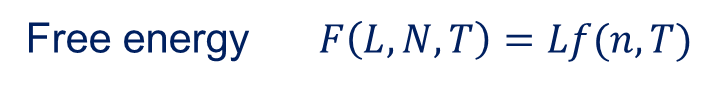 Free energy F(L, N, T) = Lf(n, T)